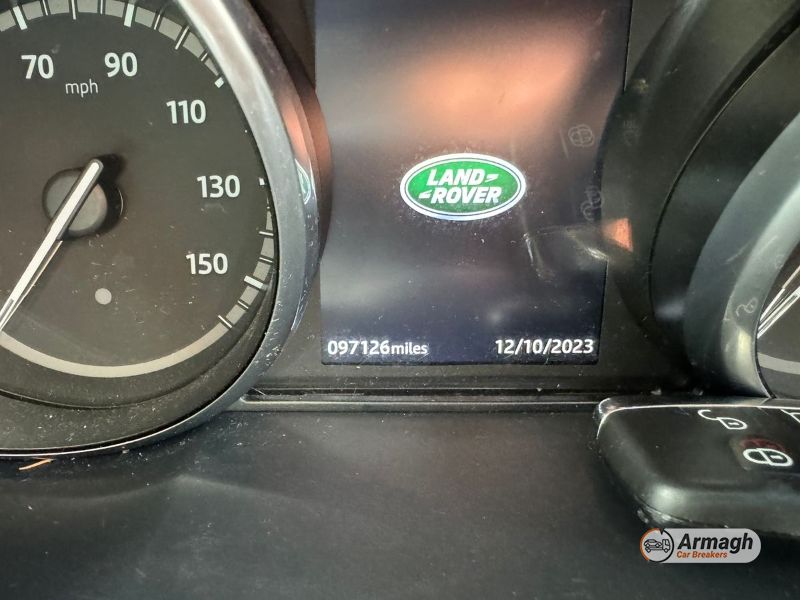 70
90
mph
110
130
150
LAND-
-ROVER
097126miles
12/10/2023
Armagh
Car Breakers